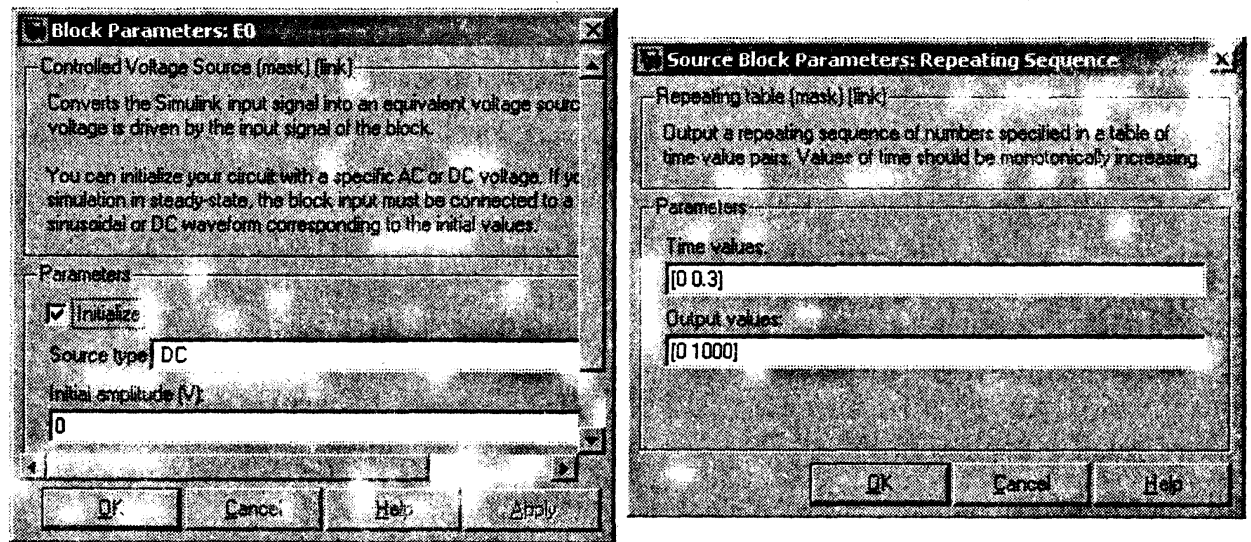 Block Parameters: E0
Controlled Voltage Source (mask) (link)
Converts the Simulink input signal into an equivalent voltage sourc
voltage is driven by the input signal of the block.
You can initialize your circuit with a specific AC or DC voltage. If yo
simulation in steady-state, the block input must be connected to a
sinusoidal or DC waveform corresponding to the initial values.
Parameters
Initialize
Source type DC
Initial amplitude (V):
0
OK Cancel Help Apply
Source Block Parameters: Repeating Sequence
Repeating table (mask) (link)
Output a repeating sequence of numbers specified in a table of
time-value pairs. Values of time should be monotonically increasing.
Parameters
Time values:
[0 0.3]
Output values:
[0 1000]
OK Cancel Help